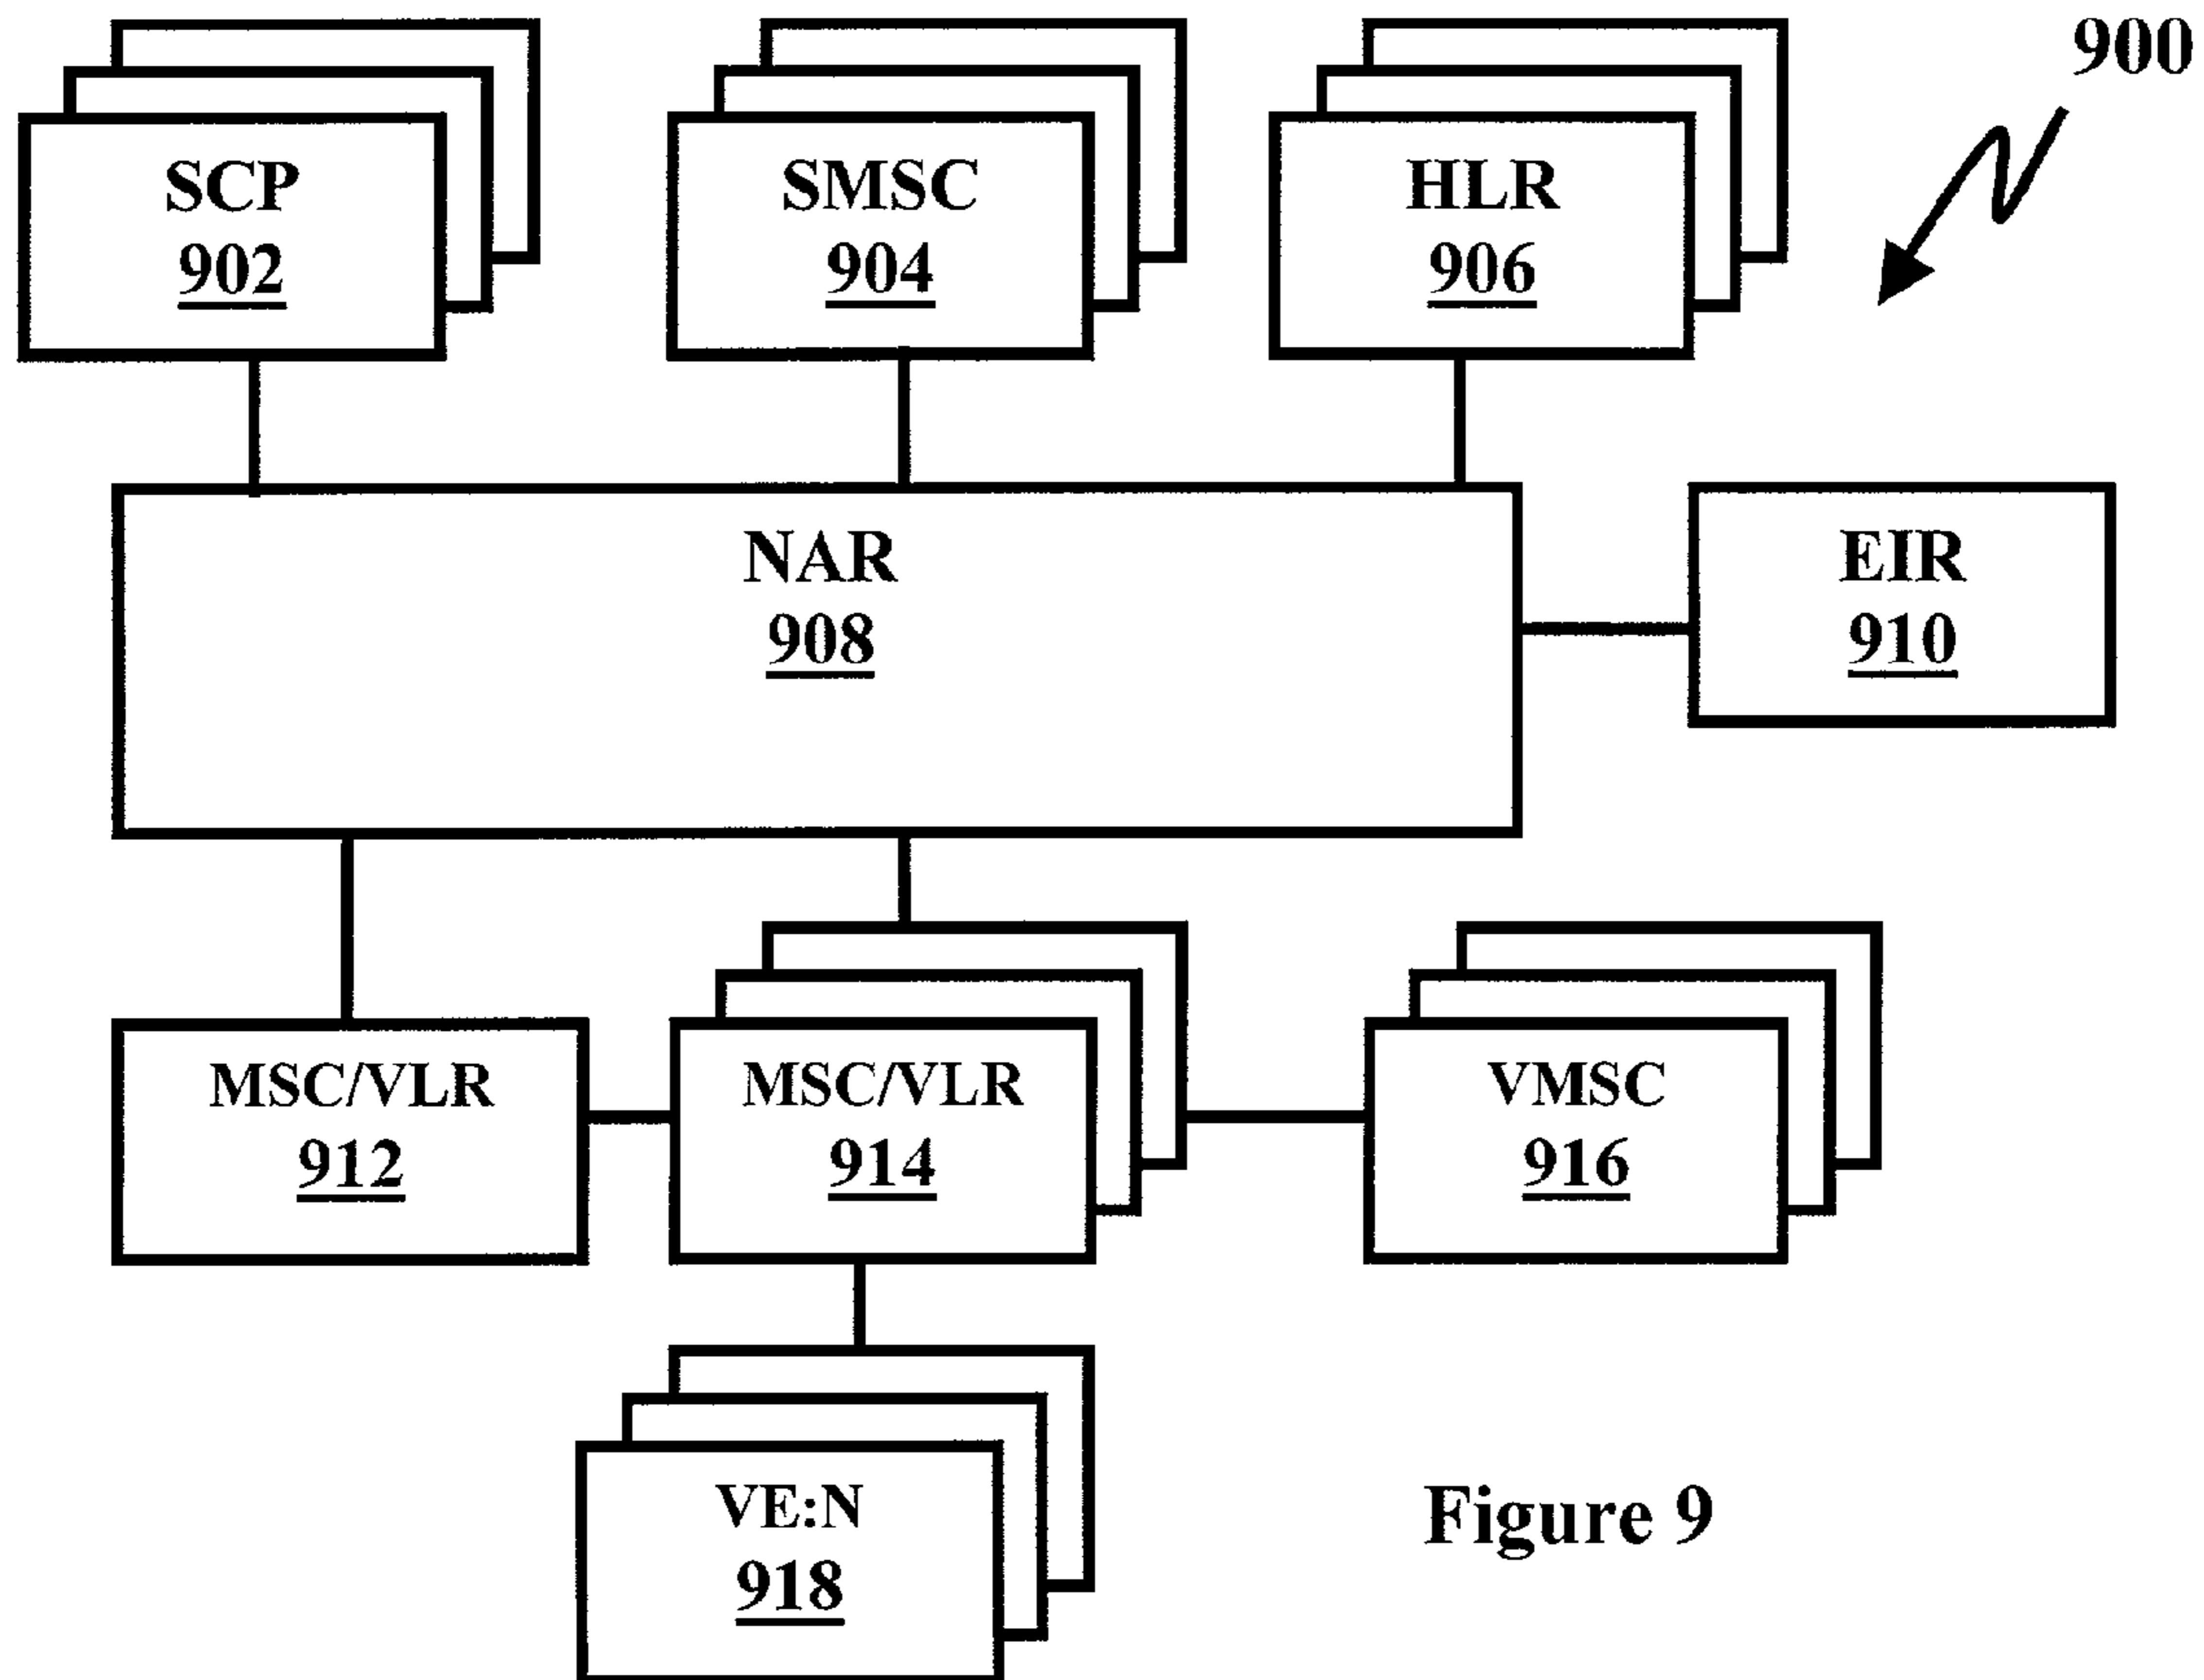 900
SCP
902
SMSC
904
HLR
906
NAR
908
EIR
910
MSC/VLR
912
MSC/VLR
914
VMSC
916
VE:N
918
Figure 9